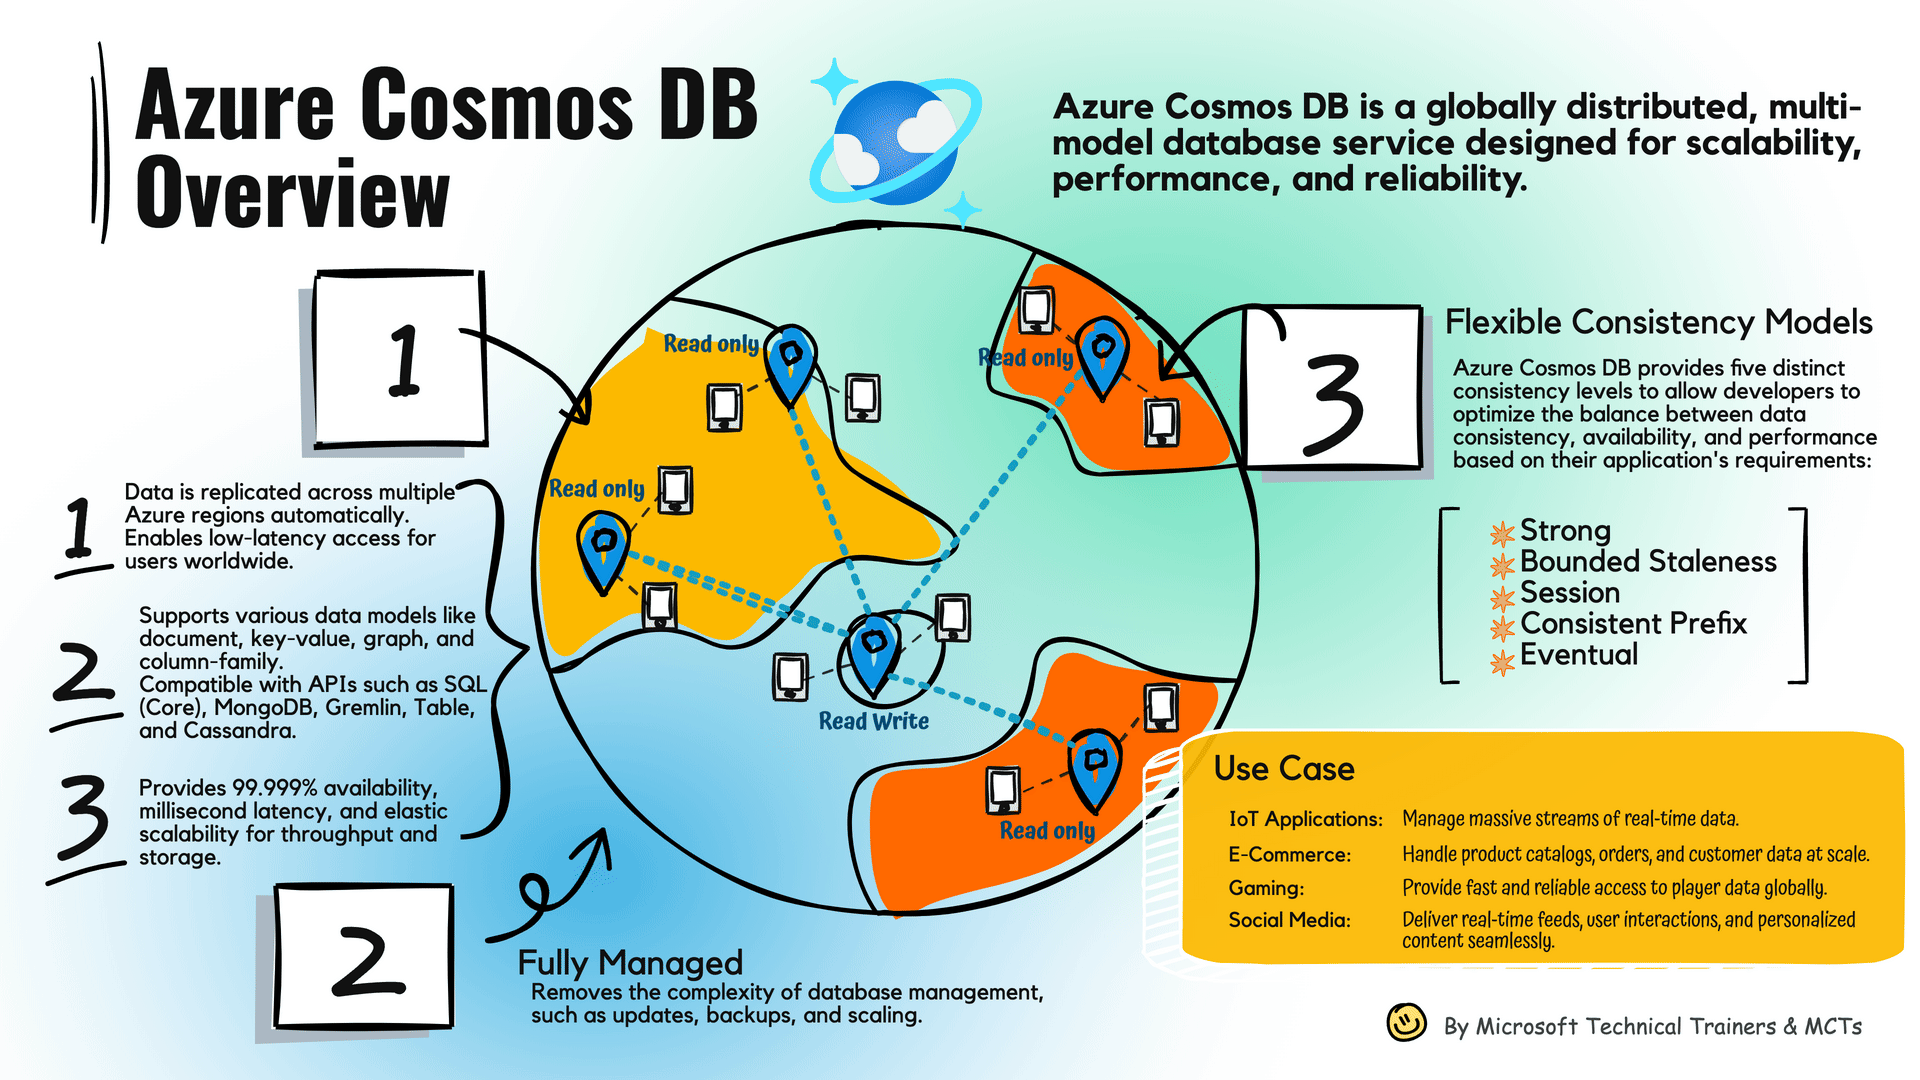 Azure Cosmos DB
Overview
Azure Cosmos DB is a globally distributed, multi-
model database service designed for scalability,
performance, and reliability.
1
1
Data is replicated across multiple
Azure regions automatically.
Enables low-latency access for
users worldwide.
2
Supports various data models like
document, key-value, graph, and
column-family.
Compatible with APIs such as SQL
(Core), MongoDB, Gremlin, Table,
and Cassandra.
3
Provides 99.999% availability,
millisecond latency, and elastic
scalability for throughput and
storage.
2
Fully Managed
Removes the complexity of database management,
such as updates, backups, and scaling.
Read only
Read only
Read only
Read Write
Read only
3
Flexible Consistency Models
Azure Cosmos DB provides five distinct
consistency levels to allow developers to
optimize the balance between data
consistency, availability, and performance
based on their application's requirements:
Strong
Bounded Staleness
Session
Consistent Prefix
Eventual
Use Case
IoT Applications: Manage massive streams of real-time data.
E-Commerce: Handle product catalogs, orders, and customer data at scale.
Gaming: Provide fast and reliable access to player data globally.
Social Media: Deliver real-time feeds, user interactions, and personalized
content seamlessly.
By Microsoft Technical Trainers & MCTs